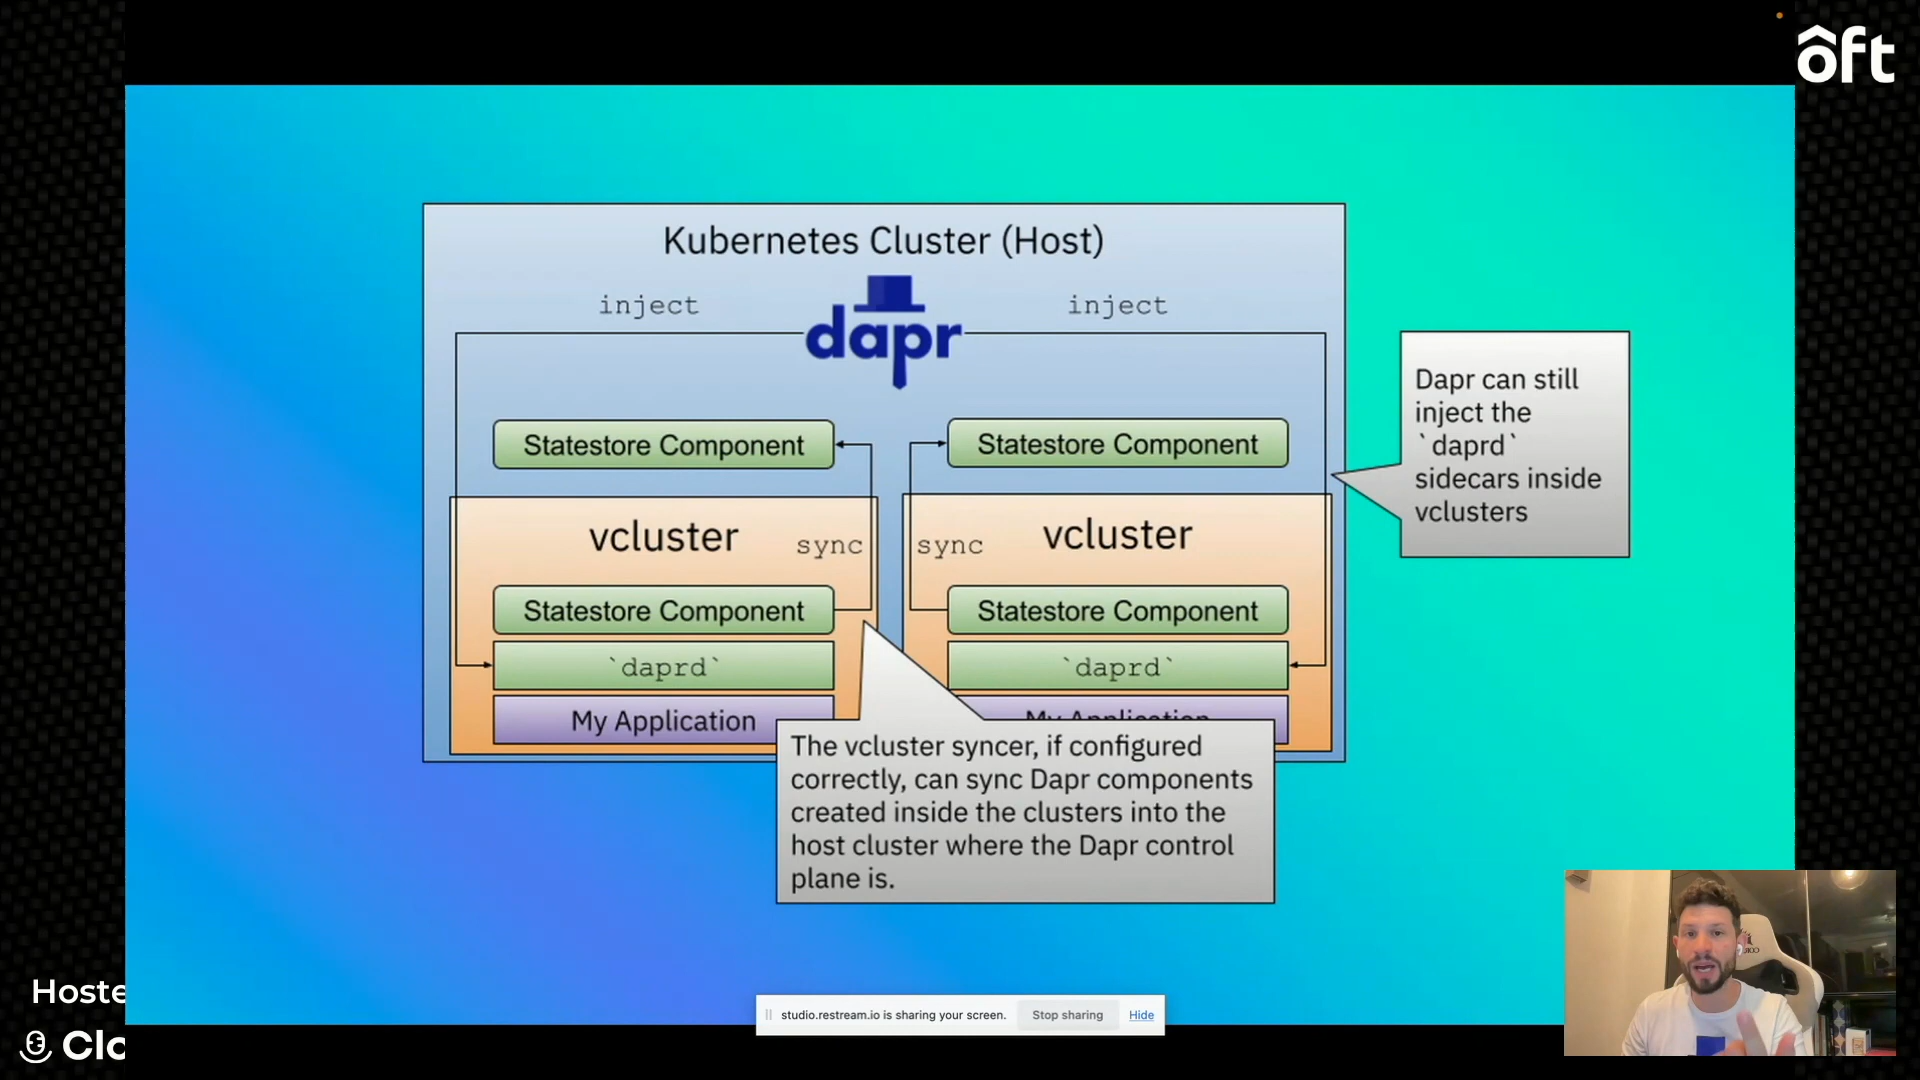 ôft
Kubernetes Cluster (Host)
inject
inject
dapr
Statestore Component
Statestore Component
Dapr can still
inject the
`daprd`
sidecars inside
vclusters
vcluster
sync
sync
vcluster
Statestore Component
Statestore Component
`daprd`
`daprd`
My Application
My Application
The vcluster syncer, if configured
correctly, can sync Dapr components
created inside the clusters into the
host cluster where the Dapr control
plane is.
Hoste
Clo
studio.restream.io is sharing your screen.
Stop sharing
Hide